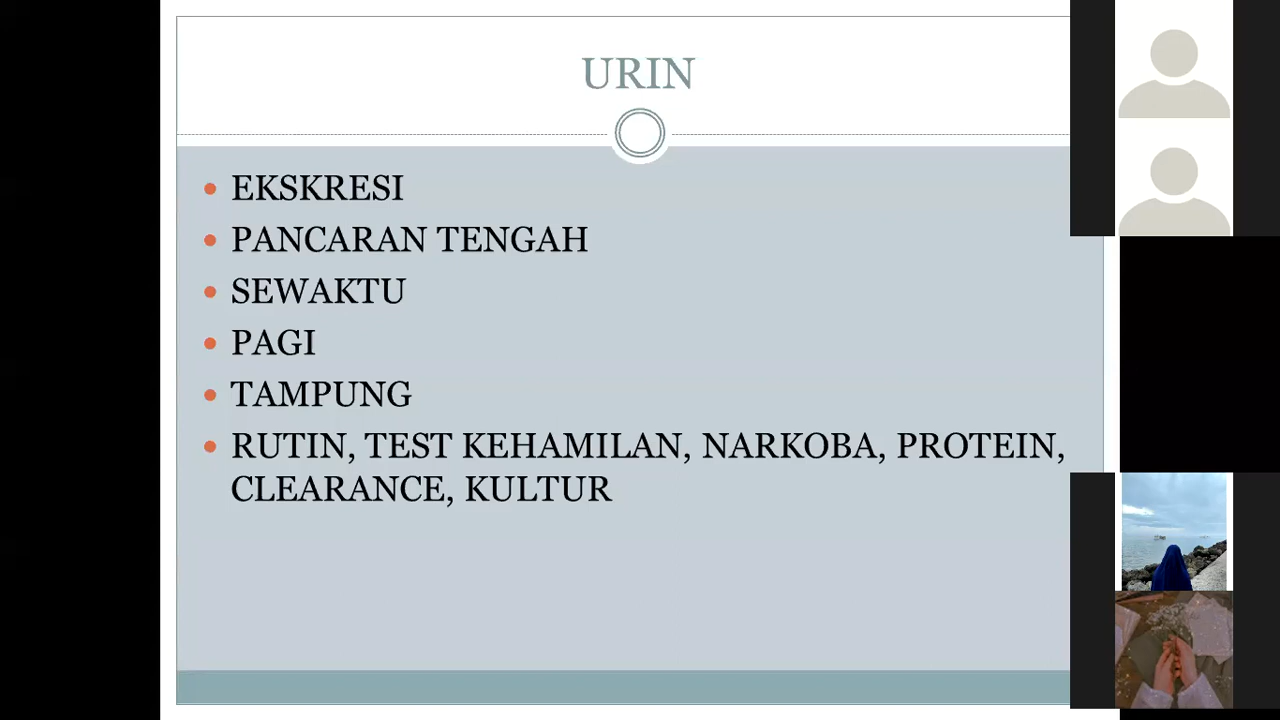 URIN
EKSKRESI
PANCARAN TENGAH
SEWAKTU
PAGI
TAMPUNG
RUTIN, TEST KEHAMILAN, NARKOBA, PROTEIN,
CLEARANCE, KULTUR